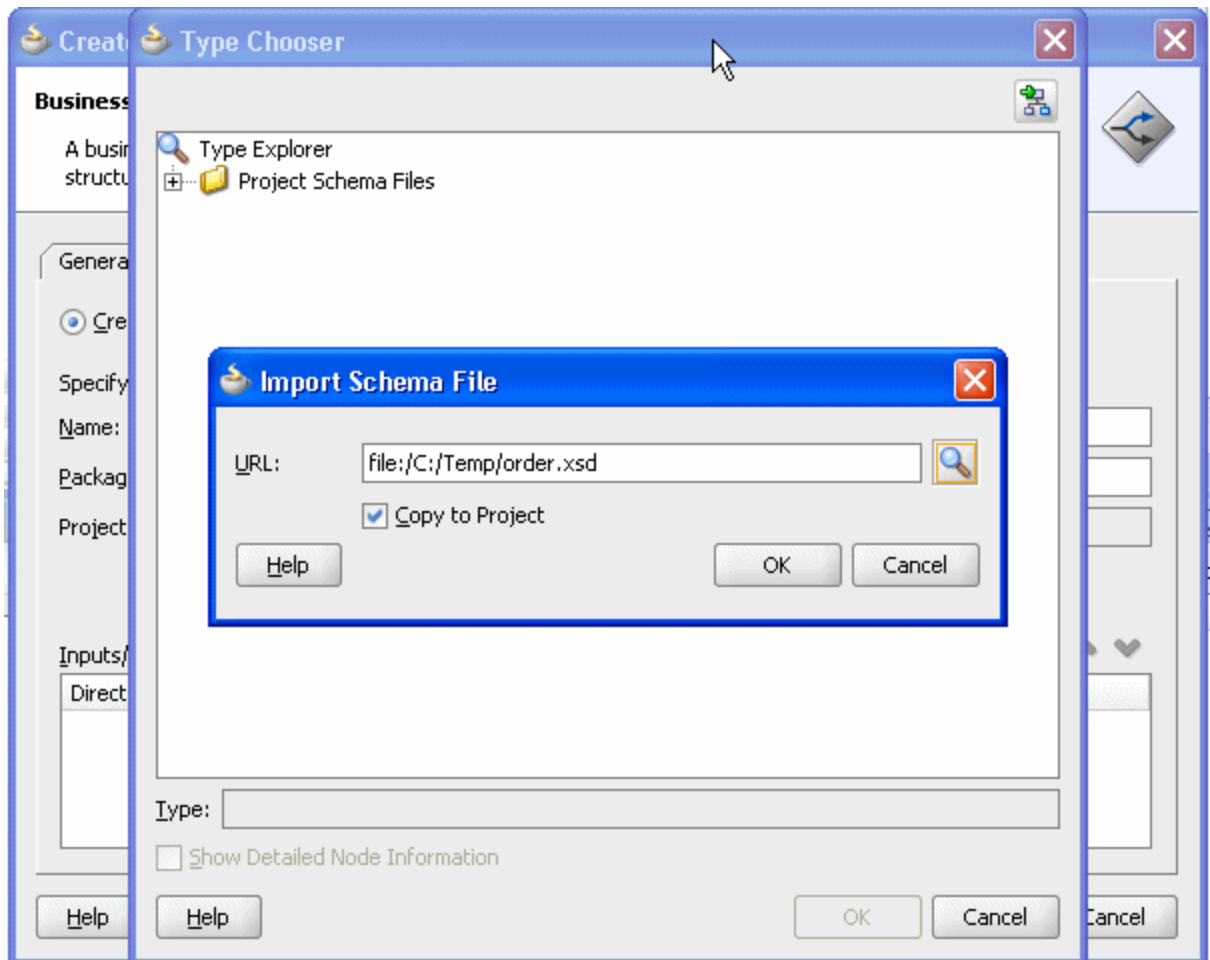 Creat
Type Chooser
Business
A busin
structu
Type Explorer
Project Schema Files
Genera
Cre
Specify
Name:
Packag
Project
Import Schema File
URL:
file:/C:/Temp/order.xsd
Copy to Project
Help
OK
Cancel
Inputs/
Direct
Type:
Show Detailed Node Information
Help
Help
OK
Cancel
Cancel